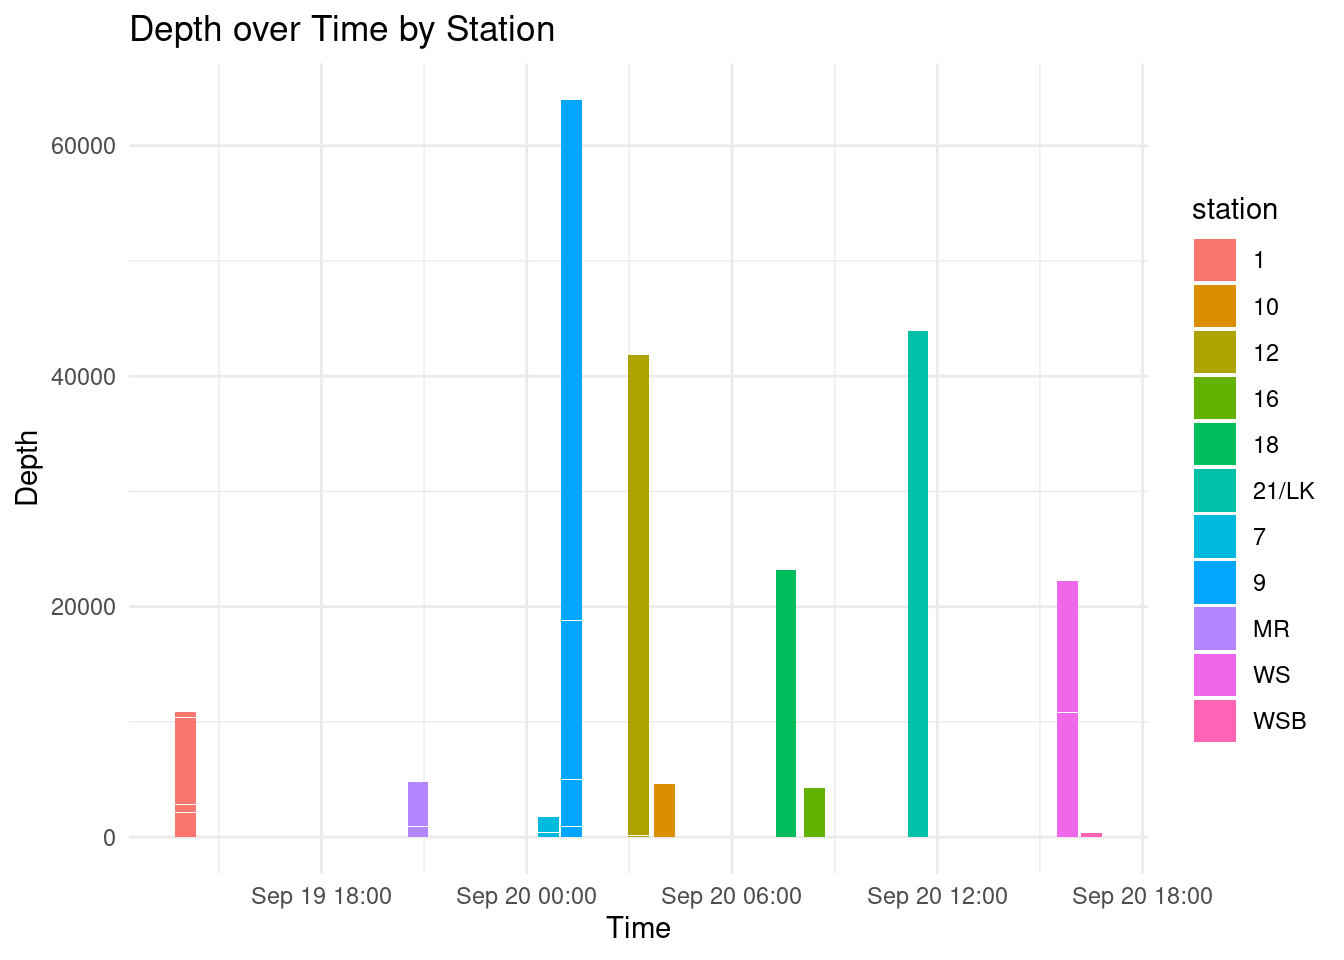 Depth over Time by Station
60000
40000
20000
0
Depth
Sep 19 18:00
Sep 20 00:00
Sep 20 06:00
Sep 20 12:00
Sep 20 18:00
Time
station
1
10
12
16
18
21/LK
7
9
MR
WS
WSB